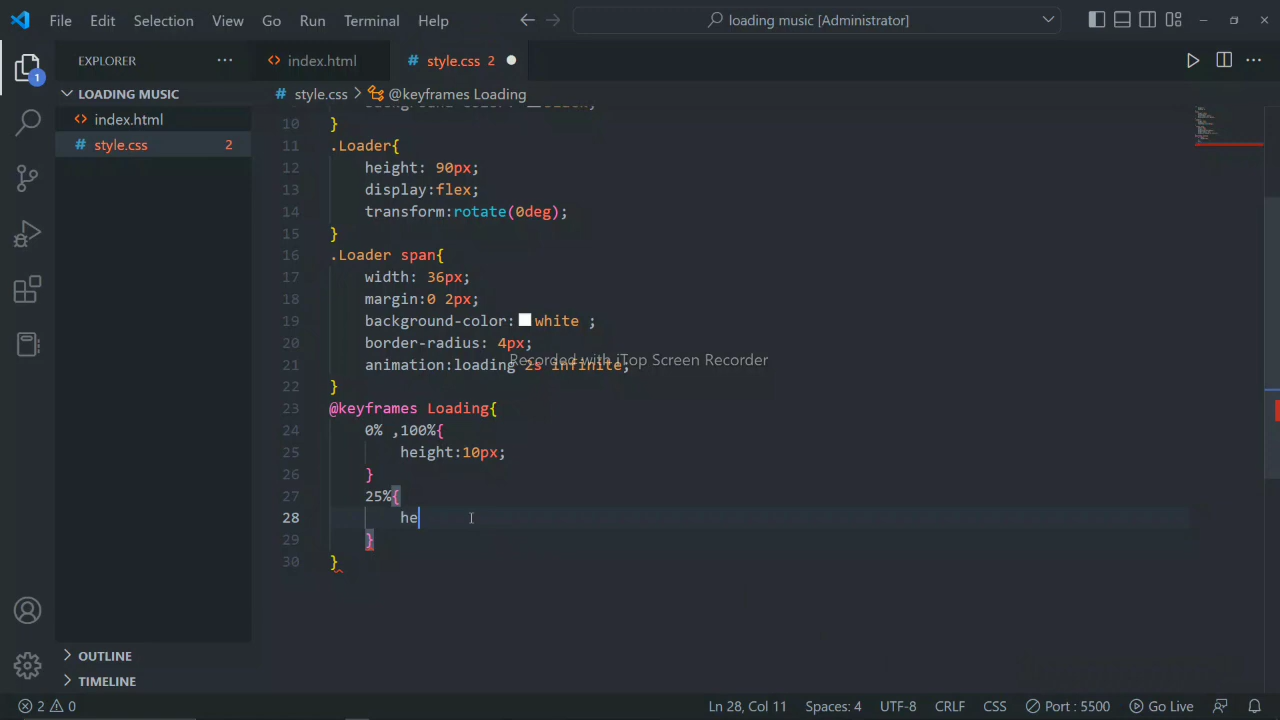 File Edit Selection View Go Run Terminal Help
loading music [Administrator]
EXPLORER
index.html
style.css 2
LOADING MUSIC
style.css > @keyframes Loading
index.html
style.css 2
1
10 }
11 .Loader{
12 height: 90px;
13 display:flex;
14 transform:rotate(0deg);
15 }
16 .Loader span{
17 width: 36px;
18 margin:0 2px;
19 background-color: white ;
20 border-radius: 4px;
21 animation:loading 2s infinite;
Recorded with iTop Screen Recorder
22 }
23 @keyframes Loading{
24 0% ,100%{
25 height:10px;
26 }
27 25%{
28 he
29 }
30 }
OUTLINE
TIMELINE
2 0 Ln 28, Col 11 Spaces: 4 UTF-8 CRLF CSS Port : 5500 Go Live